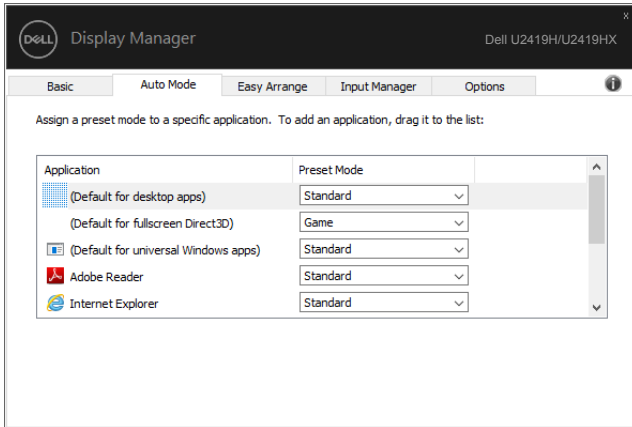 x
DELL Display Manager Dell U2419H/U2419HX
Basic Auto Mode Easy Arrange Input Manager Options i
Assign a preset mode to a specific application. To add an application, drag it to the list:
Application Preset Mode
(Default for desktop apps) Standard
(Default for fullscreen Direct3D) Game
(Default for universal Windows apps) Standard
Adobe Reader Standard
Internet Explorer Standard